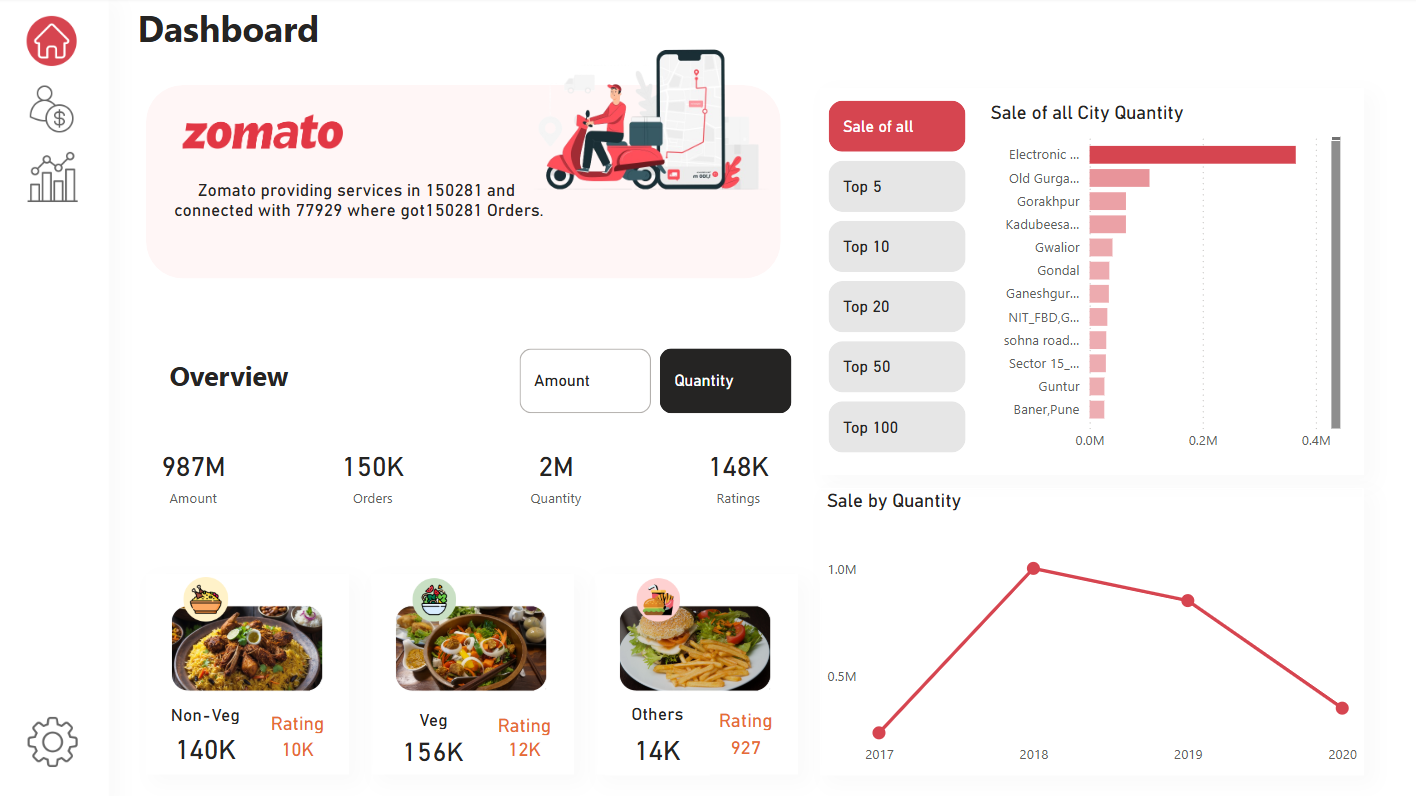 Dashboard
zomato
Zomato providing services in 150281 and
connected with 77929 where got150281 Orders.
Overview
Amount
Quantity
987M
Amount
150K
Orders
2M
Quantity
148K
Ratings
Non-Veg
140K
Rating
10K
Veg
156K
Rating
12K
Others
14K
Rating
927
Sale of all
Top 5
Top 10
Top 20
Top 50
Top 100
Sale of all City Quantity
Electronic ...
Old Gurga...
Gorakhpur
Kadubeesa...
Gwalior
Gondal
Ganeshgur...
NIT_FBD,G...
sohna road...
Sector 15_...
Guntur
Baner,Pune
0.0M 0.2M 0.4M
Sale by Quantity
1.0M
0.5M
2017 2018 2019 2020